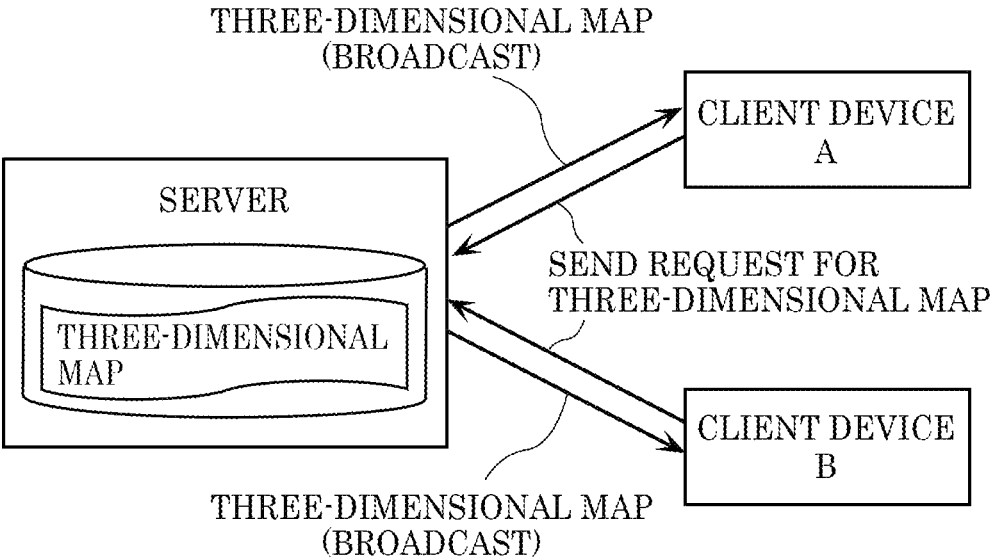 THREE-DIMENSIONAL MAP
(BROADCAST)
CLIENT DEVICE
A
SERVER
SEND REQUEST FOR
THREE-DIMENSIONAL MAP
THREE-DIMENSIONAL
MAP
CLIENT DEVICE
B
THREE-DIMENSIONAL MAP
(BROADCAST)